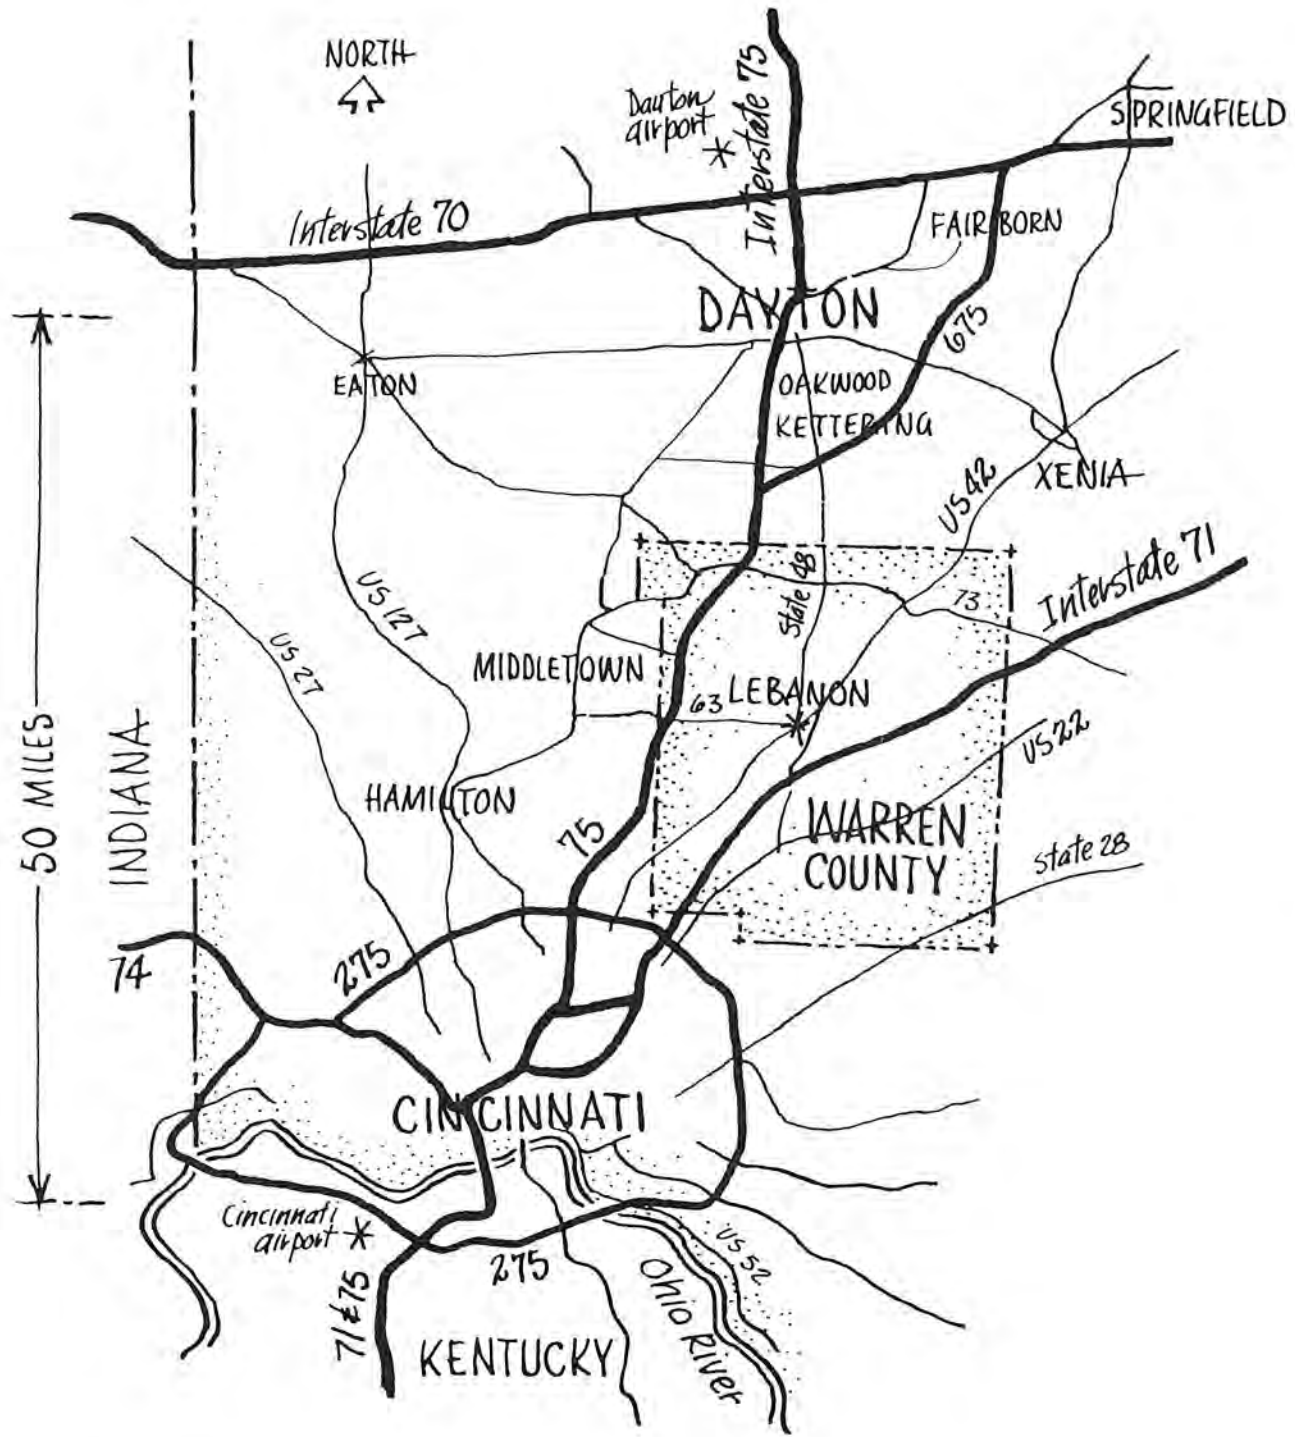 NORTH
Dayton
airport
Interstate 75
SPRINGFIELD
Interstate 70
FAIRBORN
DAYTON
675
EATON
OAKWOOD
KETTERING
XENIA
US 42
Interstate 71
US 127
State 48
73
US 27
MIDDLETOWN
63
LEBANON
50 MILES
INDIANA
US 22
HAMILTON
75
WARREN
COUNTY
State 28
74
275
CINCINNATI
Cincinnati
airport
275
US 52
Ohio River
71 & 75
KENTUCKY